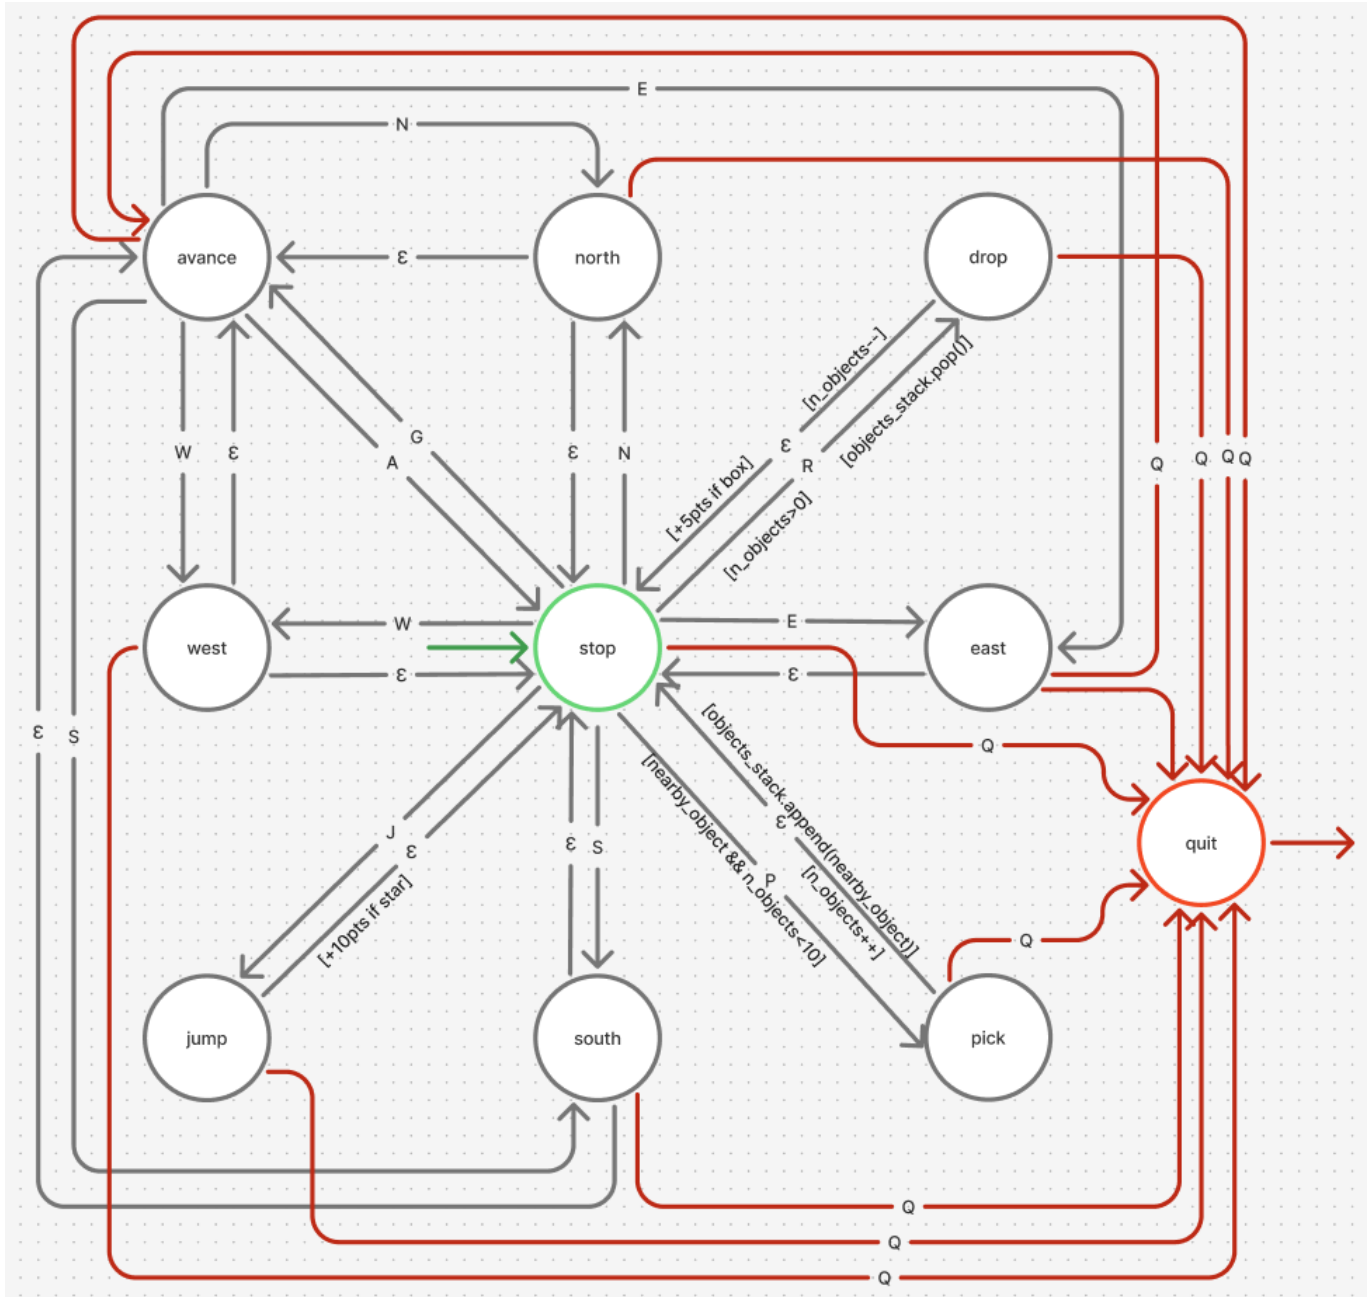 E
N
avance
Ɛ
north
drop
[n_objects--]
[objects_stack.pop()]
G
A
W
Ɛ
Ɛ
N
Ɛ
R
[+5pts if box]
[n_objects>0]
Q
Q
Q
Q
W
E
west
stop
east
Ɛ
Ɛ
Ɛ
S
[objects_stack.append(nearby_object)]
[nearby_object && n_objects<10]
Q
J
Ɛ
Ɛ
S
Ɛ
P
[n_objects++]
quit
[+10pts if star]
Q
jump
south
pick
Q
Q
Q